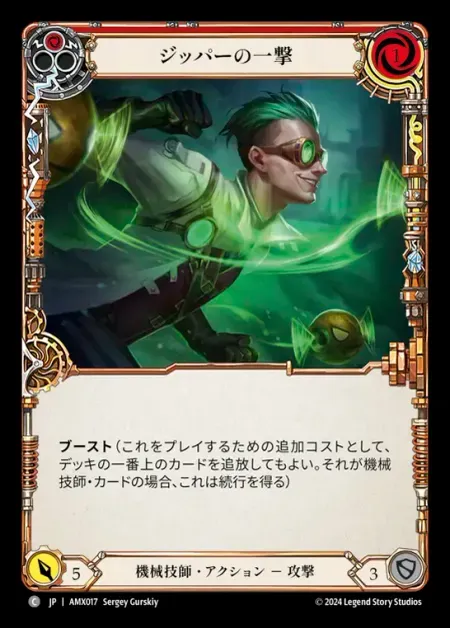 ジッパーの一撃
1
ブースト(これをプレイするための追加コストとして、
デッキの一番上のカードを追放してもよい。それが機械
技師・カードの場合、これは続行を得る)
5
機械技師・アクション − 攻撃
3
C JP | AMX017 Sergey Gurskiy
© 2024 Legend Story Studios